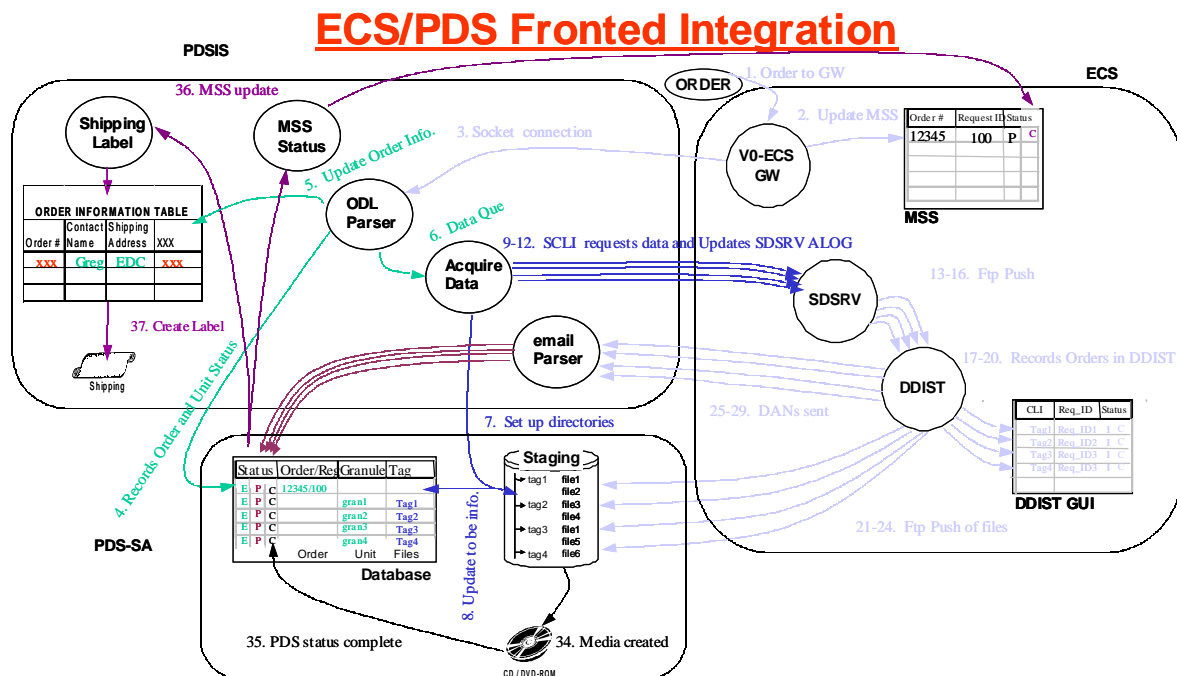 ECS/PDS Fronted Integration
PDSIS
ECS
36. MSS update
1. Order to GW
ORDER
2. Update MSS
Shipping
Label
MSS
Status
3. Socket connection
V0-ECS
GW
Order # Request ID Status
12345 100 P C
MSS
5. Update Order Info.
ODL
Parser
ORDER INFORMATION TABLE
Order # Contact Name Shipping Address XXX
xxx Greg EDC xxx
6. Data Que
9-12. SCLI requests data and Updates SDSRV ALOG
Acquire
Data
13-16. Ftp Push
SDSRV
37. Create Label
Shipping
email
Parser
17-20. Records Orders in DDIST
DDIST
4. Records Order and Unit Status
25-29. DANs sent
CLI Req_ID Status
Tag1 Req_ID1 I C
Tag2 Req_ID2 I C
Tag3 Req_ID3 I C
Tag4 Req_ID3 I C
DDIST GUI
7. Set up directories
Status Order/Req Granule Tag
E P C 12345/100
E P C gran1 Tag1
E P C gran2 Tag2
E P C gran3 Tag3
E P C gran4 Tag4
Order Unit Files
Database
Staging
tag1 file1
file2
tag2 file3
file4
tag3 file1
file5
tag4 file6
21-24. Ftp Push of files
PDS-SA
8. Update to be info.
35. PDS status complete
34. Media created
CD / DVD-ROM